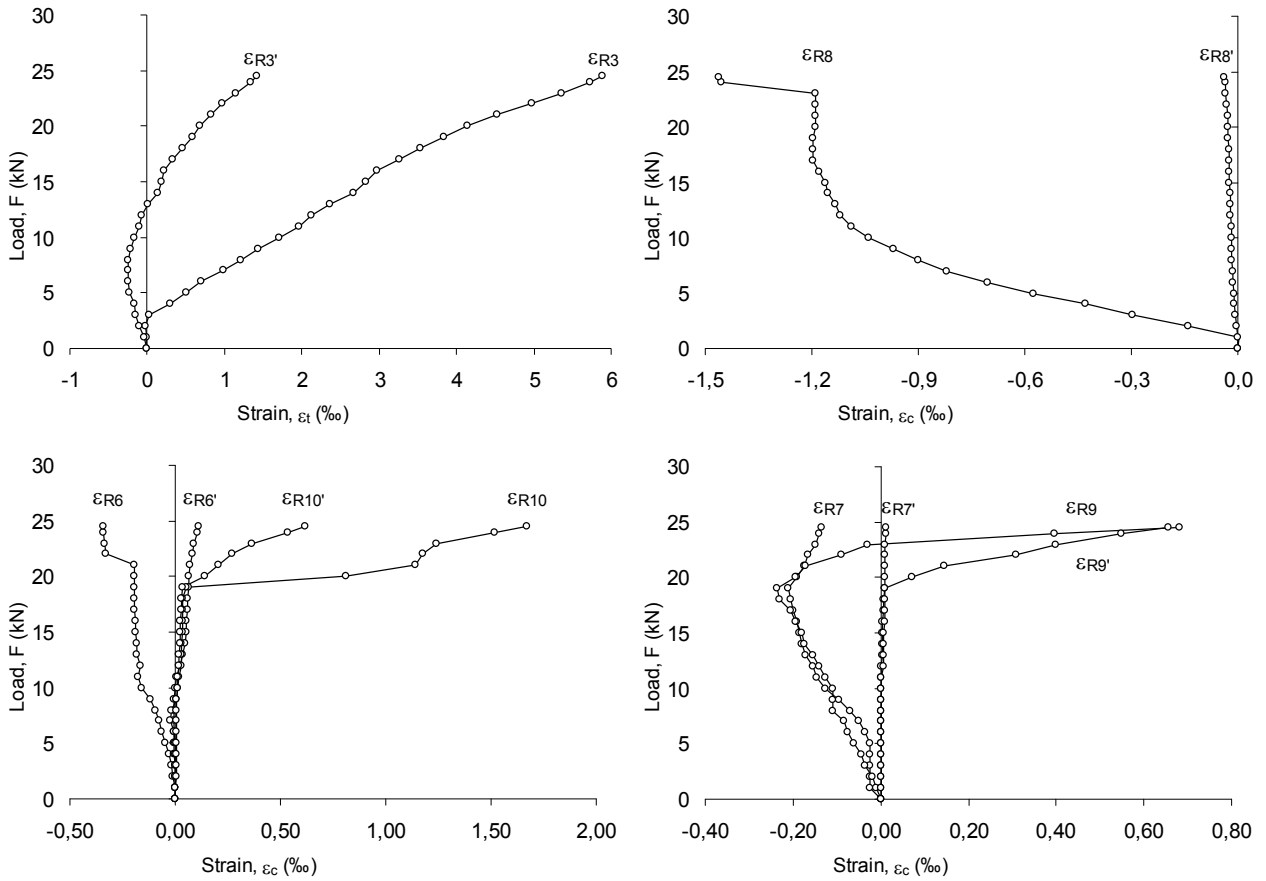 30
25
20
15
10
5
0
Load, F (kN)
εR3'
εR3
-1 0 1 2 3 4 5 6
Strain, εt (‰)
30
25
20
15
10
5
0
Load, F (kN)
εR8
εR8'
-1,5 -1,2 -0,9 -0,6 -0,3 0,0
Strain, εc (‰)
30
25
20
15
10
5
0
Load, F (kN)
εR6
εR6'
εR10'
εR10
-0,50 0,00 0,50 1,00 1,50 2,00
Strain, εc (‰)
30
25
20
15
10
5
0
Load, F (kN)
εR7
εR7'
εR9
εR9'
-0,40 -0,20 0,00 0,20 0,40 0,60 0,80
Strain, εc (‰)